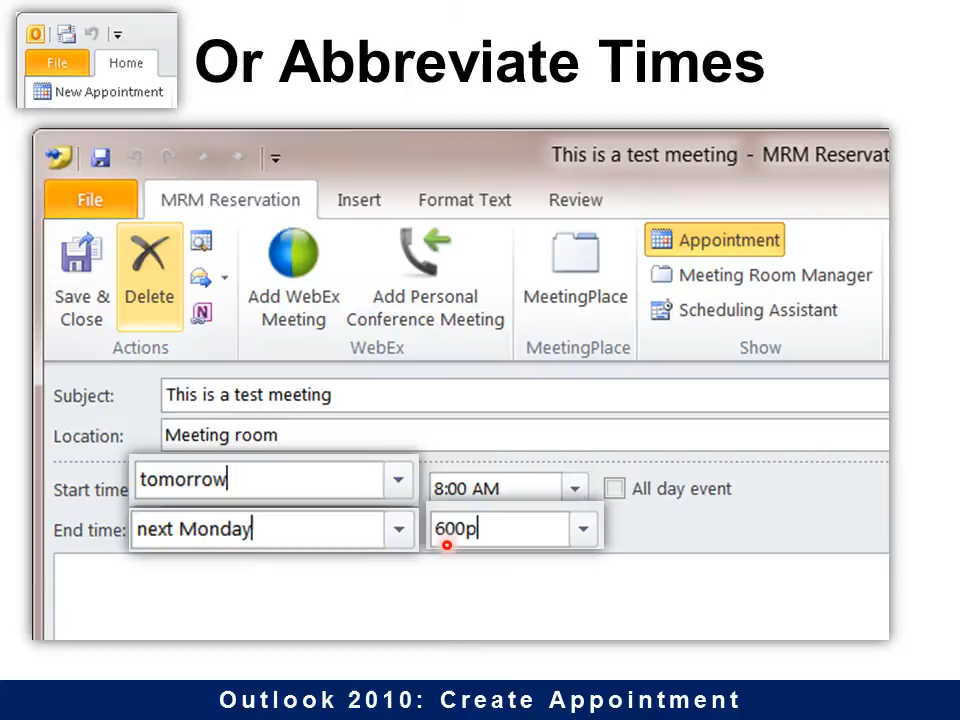 Or Abbreviate Times
File Home
New Appointment
This is a test meeting - MRM Reservat
File MRM Reservation Insert Format Text Review
Save & Close
Delete
Add WebEx Meeting
Add Personal Conference Meeting
MeetingPlace
Appointment
Meeting Room Manager
Scheduling Assistant
Actions WebEx MeetingPlace Show
Subject: This is a test meeting
Location: Meeting room
Start time tomorrow 8:00 AM All day event
End time: next Monday 600p
Outlook 2010: Create Appointment